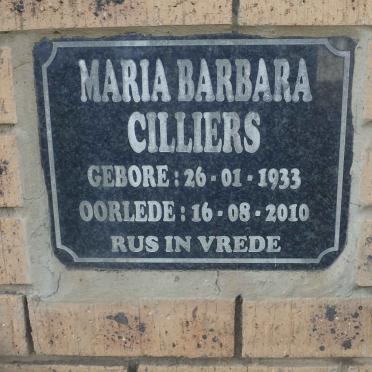 MARIA BARBARA
CILLIERS
GEBORE : 26 - 01 - 1933
OORLEDE : 16 - 08 - 2010
RUS IN VREDE